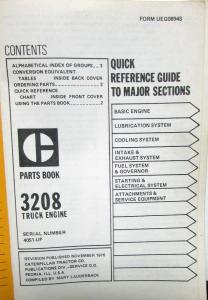 FORM UEG0894S
CONTENTS
ALPHABETICAL INDEX OF GROUPS... 3
CONVERSION EQUIVALENT
TABLES INSIDE BACK COVER
ORDERING PARTS............ 2
QUICK REFERENCE
CHART INSIDE FRONT COVER
USING THE PARTS BOOK........ 2
PARTS BOOK
3208
TRUCK ENGINE
SERIAL NUMBER
40S1-UP
REVISION PUBLISHED NOVEMBER 1976
CATERPILLAR TRACTOR CO.
PUBLICATIONS DIV.-SERVICE D.O.
PEORIA, ILL. U.S.A.
COMPILED BY MARY LAUTERBACK
QUICK
REFERENCE GUIDE
TO MAJOR SECTIONS
BASIC ENGINE
LUBRICATION SYSTEM
COOLING SYSTEM
INTAKE &
EXHAUST SYSTEM
FUEL SYSTEM
& GOVERNOR
STARTING &
ELECTRICAL SYSTEM
ATTACHMENTS &
SERVICE EQUIPMENT